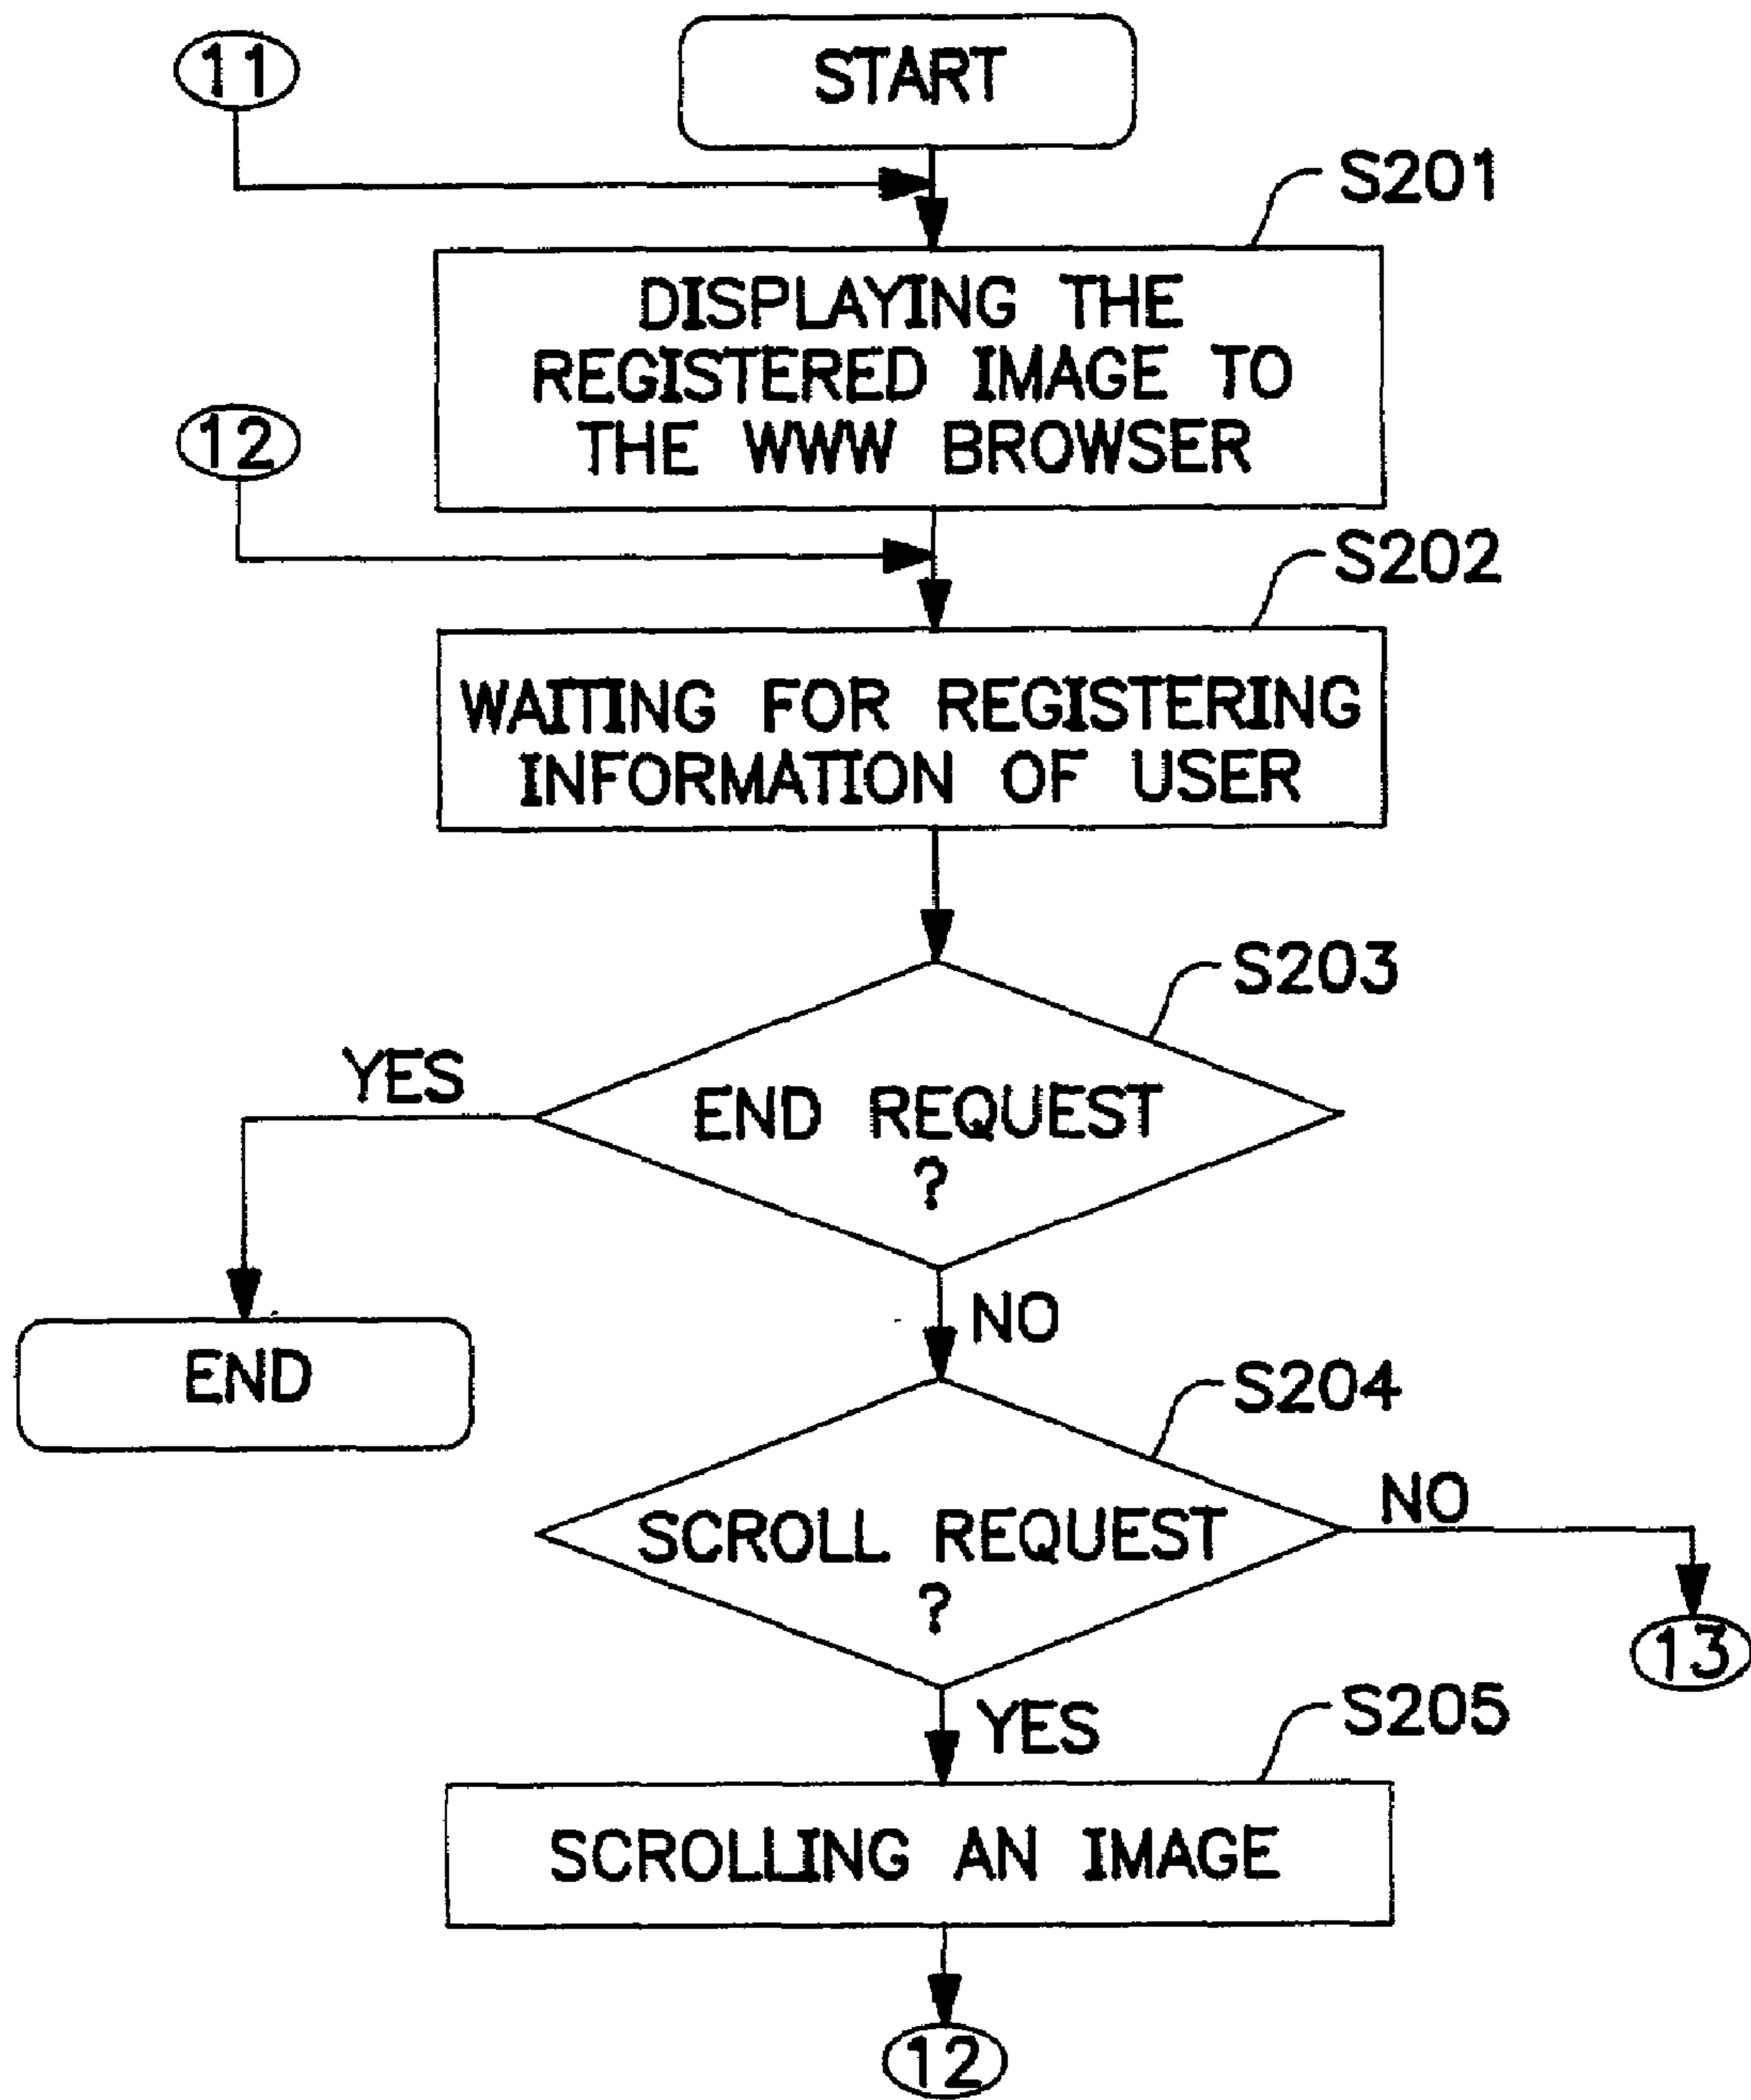 11
START
S201
DISPLAYING THE
REGISTERED IMAGE TO
THE WWW BROWSER
12
S202
WAITING FOR REGISTERING
INFORMATION OF USER
S203
YES
END REQUEST
?
NO
END
S204
NO
SCROLL REQUEST
?
13
YES
S205
SCROLLING AN IMAGE
12